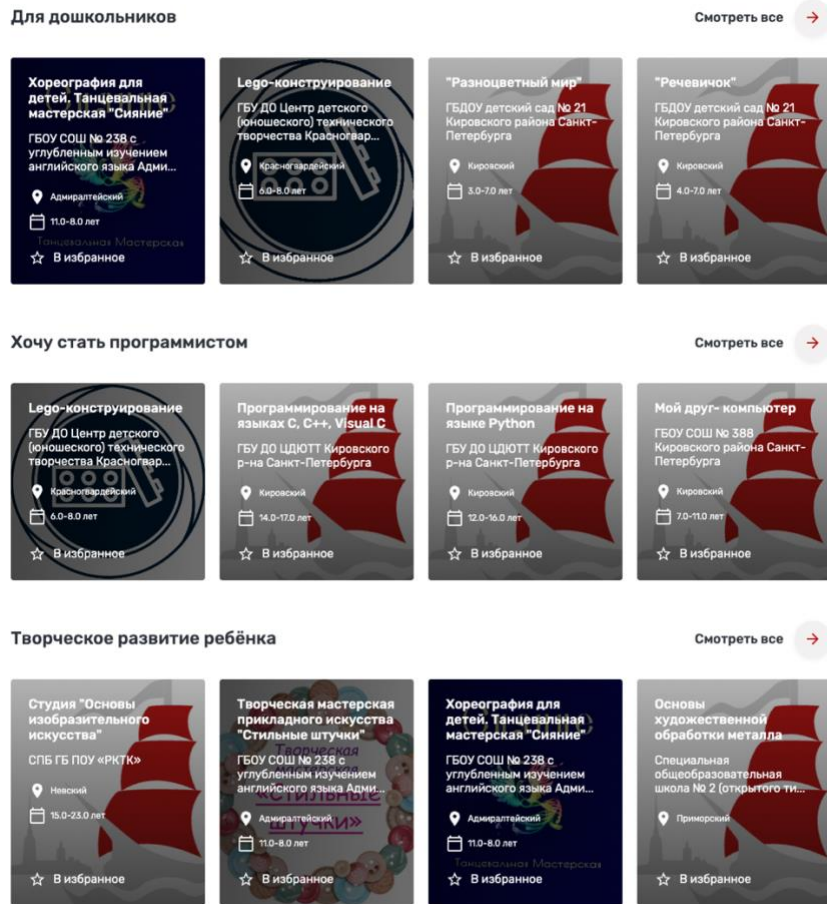 Для дошкольников
Смотреть все
Хореография для
детей. Танцевальная
мастерская "Сияние"
ГБОУ СОШ № 238 с
углубленным изучением
английского языка Адми...
Адмиралтейский
11.0-8.0 лет
Танцевальная Мастерская
В избранное
Lego-конструирование
ГБУ ДО Центр детского
(юношеского) технического
творчества Красногвар...
Красногвардейский
6.0-8.0 лет
В избранное
"Разноцветный мир"
ГБДОУ детский сад № 21
Кировского района Санкт-
Петербурга
Кировский
3.0-7.0 лет
В избранное
"Речевичок"
ГБДОУ детский сад № 21
Кировского района Санкт-
Петербурга
Кировский
4.0-7.0 лет
В избранное
Хочу стать программистом
Смотреть все
Lego-конструирование
ГБУ ДО Центр детского
(юношеского) технического
творчества Красногвар...
Красногвардейский
6.0-8.0 лет
В избранное
Программирование на
языках C, C++, Visual C
ГБУ ДО ЦДЮТТ Кировского
р-на Санкт-Петербурга
Кировский
14.0-17.0 лет
В избранное
Программирование на
языке Python
ГБУ ДО ЦДЮТТ Кировского
р-на Санкт-Петербурга
Кировский
12.0-16.0 лет
В избранное
Мой друг- компьютер
ГБОУ СОШ № 388
Кировского района Санкт-
Петербурга
Кировский
7.0-11.0 лет
В избранное
Творческое развитие ребёнка
Смотреть все
Студия "Основы
изобразительного
искусства"
СПБ ГБ ПОУ «РКТК»
Невский
15.0-23.0 лет
В избранное
Творческая мастерская
прикладного искусства
"Стильные штучки"
Творческая
мастерская
ГБОУ СОШ № 238 с
углубленным изучением
английского языка Адми...
«СТИЛЬНЫЕ
ШТУЧКИ»
Адмиралтейский
11.0-8.0 лет
В избранное
Хореография для
детей. Танцевальная
мастерская "Сияние"
ГБОУ СОШ № 238 с
углубленным изучением
английского языка Адми...
Адмиралтейский
11.0-8.0 лет
Танцевальная Мастерская
В избранное
Основы
художественной
обработки металла
Специальная
общеобразовательная
школа № 2 (открытого ти...
Приморский
В избранное